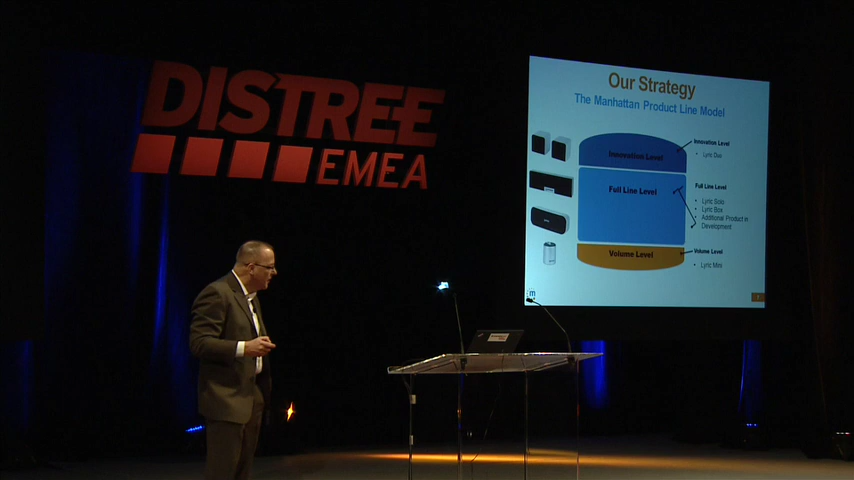 DISTREE
EMEA
Our Strategy
The Manhattan Product Line Model
Innovation Level
Full Line Level
Volume Level
Innovation Level
• Lyric Duo
Full Line Level
• Lyric Solo
• Lyric Box
• Additional Product in
Development
Volume Level
• Lyric Mini
m